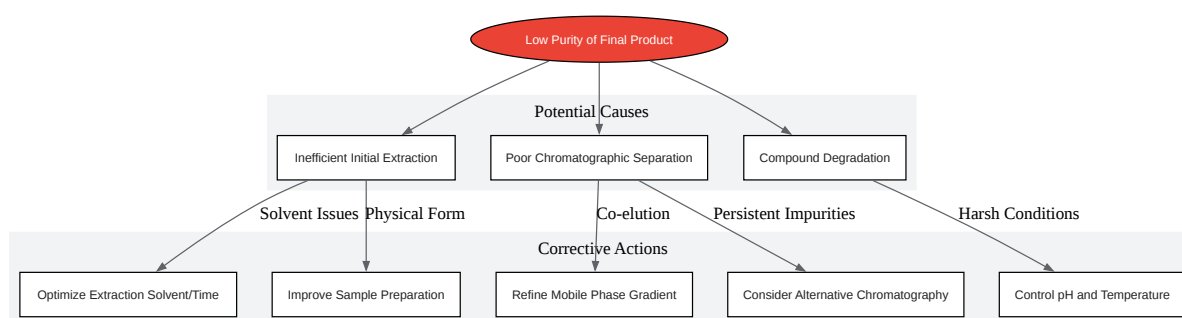 Low Purity of Final Product
Potential Causes
Inefficient Initial Extraction
Poor Chromatographic Separation
Compound Degradation
Solvent Issues
Physical Form
Co-elution
Persistent Impurities
Harsh Conditions
Corrective Actions
Optimize Extraction Solvent/Time
Improve Sample Preparation
Refine Mobile Phase Gradient
Consider Alternative Chromatography
Control pH and Temperature